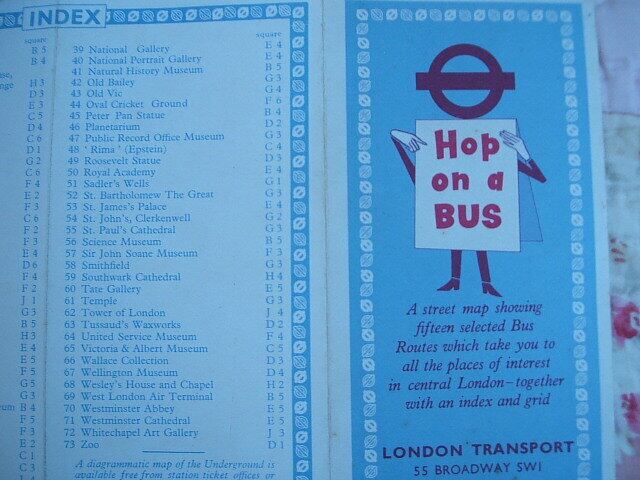 INDEX
square
B 5
B 4
nge H 3
D 3
E 3
C 5
D 4
C 6
D 1
G 2
C 6
F 4
E 2
F 3
C 6
F 2
F 3
E 4
D 6
F 4
F 2
J 1
G 3
B 5
H 3
E 4
E 5
F 5
G 5
G 3
B 4
F 5
F 3
E 2
C 1
C 3
square
39 National Gallery E 4
40 National Portrait Gallery E 4
41 Natural History Museum B 5
42 Old Bailey G 3
43 Old Vic G 4
44 Oval Cricket Ground F 6
45 Peter Pan Statue B 4
46 Planetarium D 2
47 Public Record Office Museum G 3
48 ' Rima ' (Epstein) C 4
49 Roosevelt Statue D 3
50 Royal Academy E 4
51 Sadler's Wells G 1
52 St. Bartholomew The Great G 3
53 St. James's Palace E 4
54 St. John's, Clerkenwell G 2
55 St. Paul's Cathedral G 3
56 Science Museum B 5
57 Sir John Soane Museum F 3
58 Smithfield G 3
59 Southwark Cathedral H 4
60 Tate Gallery E 5
61 Temple G 3
62 Tower of London J 4
63 Tussaud's Waxworks D 2
64 United Service Museum F 4
65 Victoria & Albert Museum C 5
66 Wallace Collection D 3
67 Wellington Museum D 4
68 Wesley's House and Chapel H 2
69 West London Air Terminal B 5
70 Westminster Abbey E 5
71 Westminster Cathedral E 5
72 Whitechapel Art Gallery J 3
73 Zoo D 1
A diagrammatic map of the Underground is
available free from station ticket offices or
Hop
on a
BUS
A street map showing
fifteen selected Bus
Routes which take you to
all the places of interest
in central London–together
with an index and grid
LONDON TRANSPORT
55 BROADWAY SW1